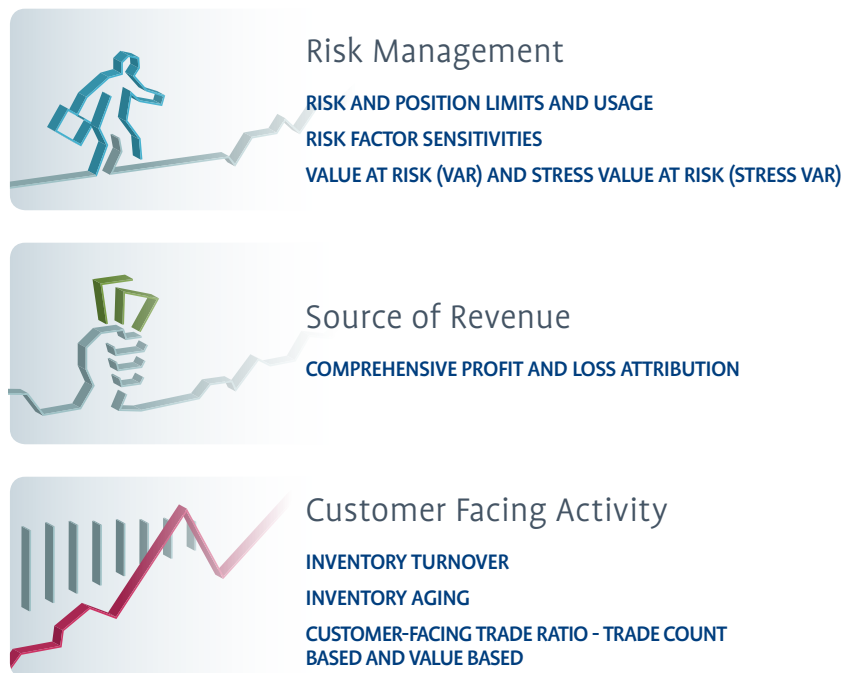 Risk Management
RISK AND POSITION LIMITS AND USAGE
RISK FACTOR SENSITIVITIES
VALUE AT RISK (VAR) AND STRESS VALUE AT RISK (STRESS VAR)
Source of Revenue
COMPREHENSIVE PROFIT AND LOSS ATTRIBUTION
Customer Facing Activity
INVENTORY TURNOVER
INVENTORY AGING
CUSTOMER-FACING TRADE RATIO - TRADE COUNT
BASED AND VALUE BASED